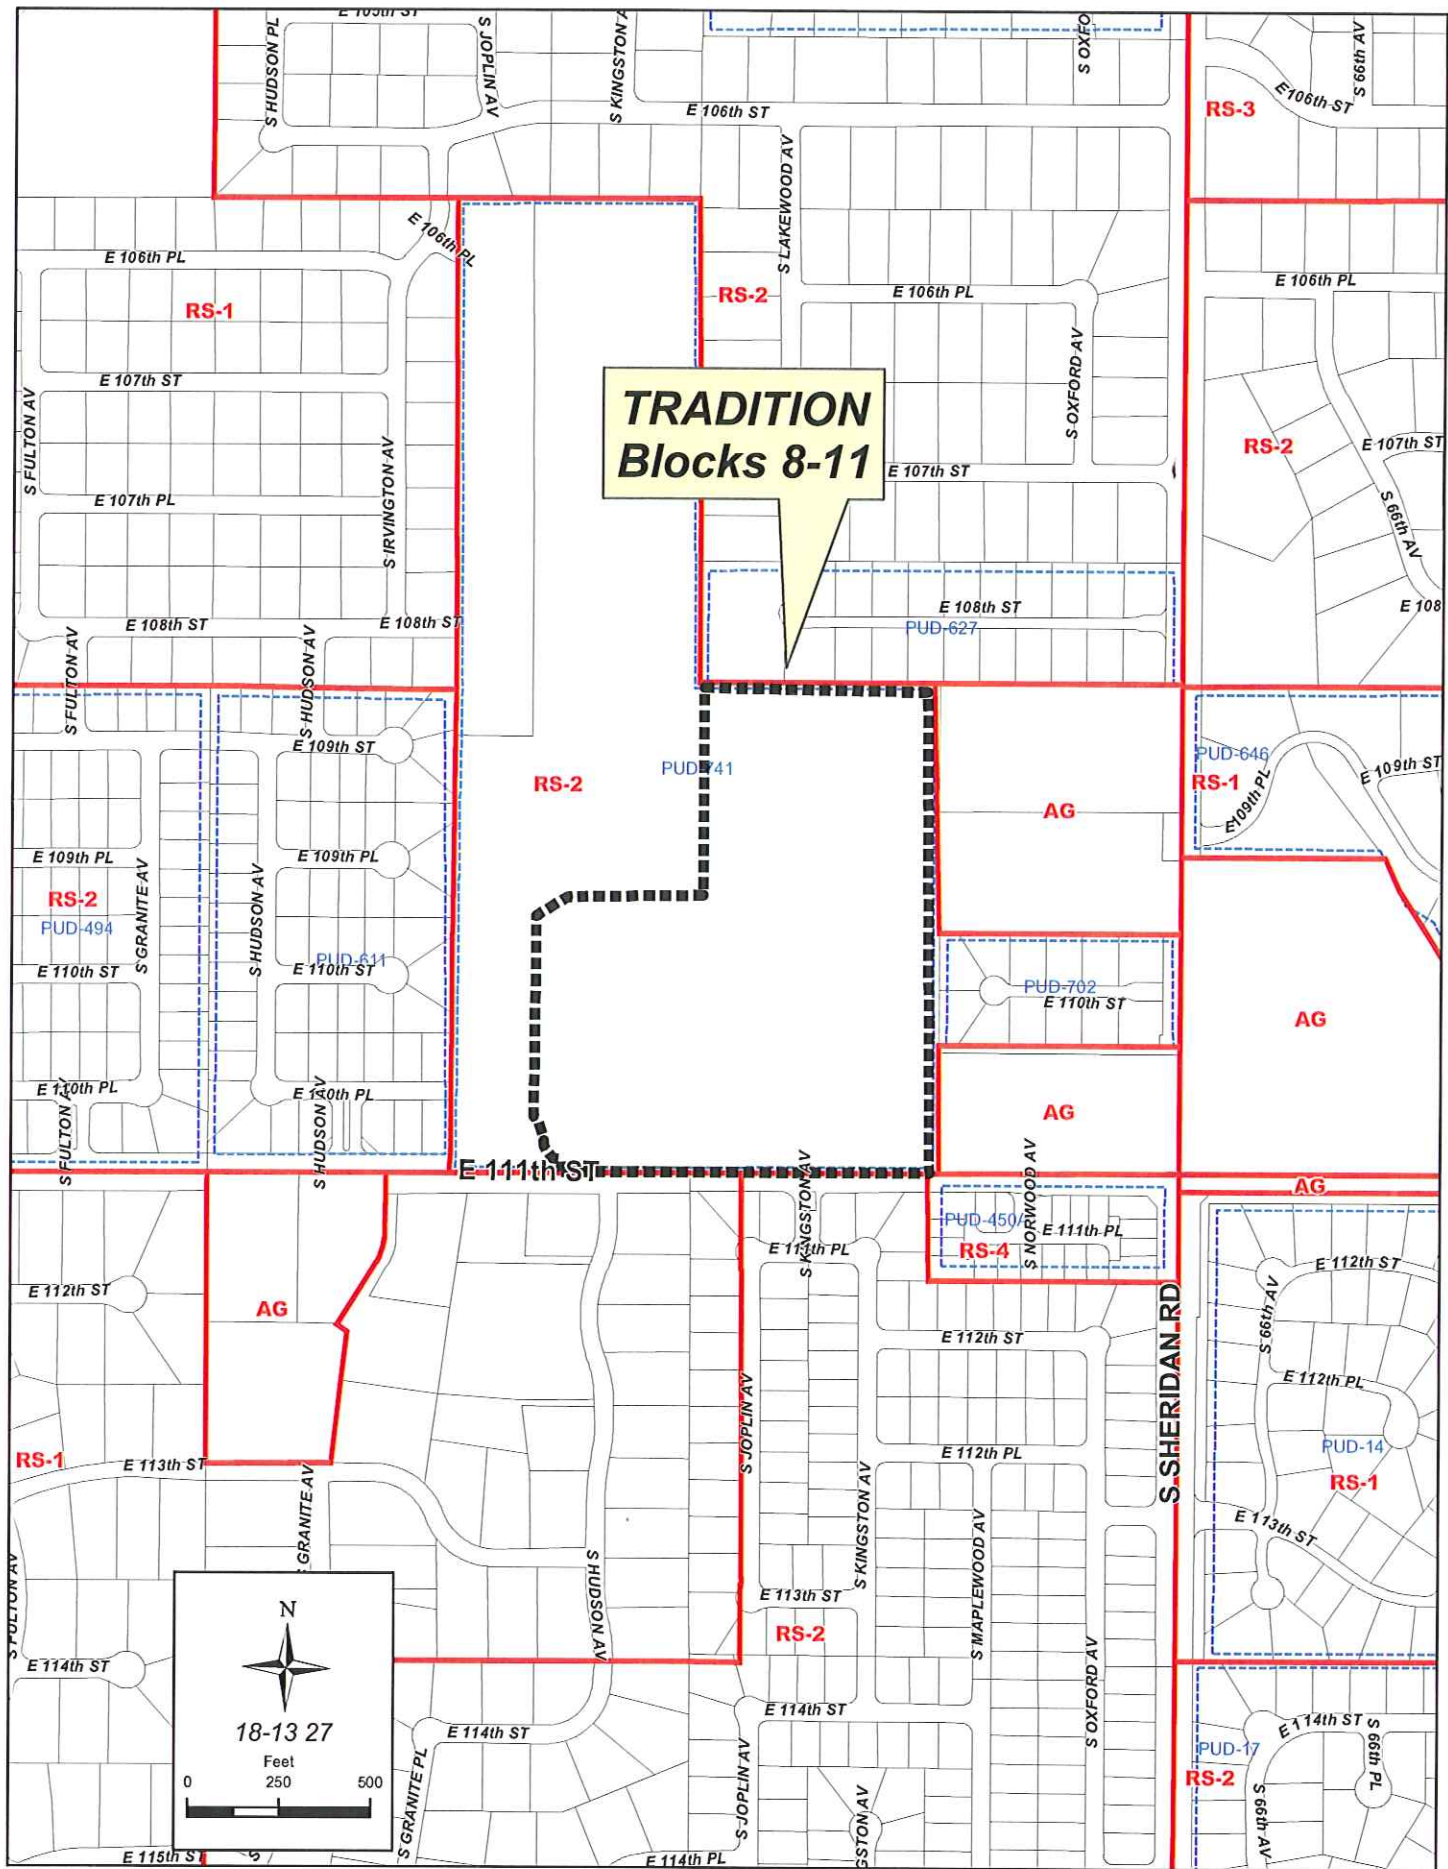 E 105th ST
S HUDSON PL
S JOPLIN AV
S KINGSTON A
S OXFO
S 66th AV
E 106th ST
RS-3
E 106th ST
S LAKEWOOD AV
E 106th PL
E 106th PL
RS-1
RS-2
E 106th PL
E 106th PL
S OXFORD AV
E 107th ST
TRADITION
Blocks 8-11
S FULTON AV
S IRVINGTON AV
RS-2
E 107th ST
E 107th ST
E 107th PL
S 66th AV
E 108th ST
E 108th ST
E 108th ST
PUD-627
E 108
S FULTON AV
S HUDSON AV
E 109th ST
RS-2
PUD-741
AG
PUD-646
RS-1
E 109th PL
E 109th ST
E 109th PL
E 109th PL
RS-2
PUD-494
S GRANITE AV
S HUDSON AV
PUD-611
E 110th ST
E 110th ST
PUD-702
E 110th ST
AG
E 110th PL
E 110th PL
AG
S FULTON AV
S HUDSON AV
E 111th ST
S KINGSTON AV
S NORWOOD AV
AG
PUD-450A
E 111th PL
RS-4
E 111th PL
E 112th ST
AG
E 112th ST
S SHERIDAN RD
S 66th AV
E 112th ST
E 112th PL
S JOPLIN AV
E 112th PL
PUD-14
RS-1
RS-1
E 113th ST
S GRANITE AV
S KINGSTON AV
S MAPLEWOOD AV
E 113th ST
S FULTON AV
S HUDSON AV
E 113th ST
RS-2
S OXFORD AV
E 114th ST
N
18-13 27
Feet
0 250 500
E 114th ST
S GRANITE PL
S JOPLIN AV
E 114th ST
GSTON AV
PUD-17
RS-2
E 114th ST
S 66th PL
S 66th AV
E 115th ST
S
E 114th PL